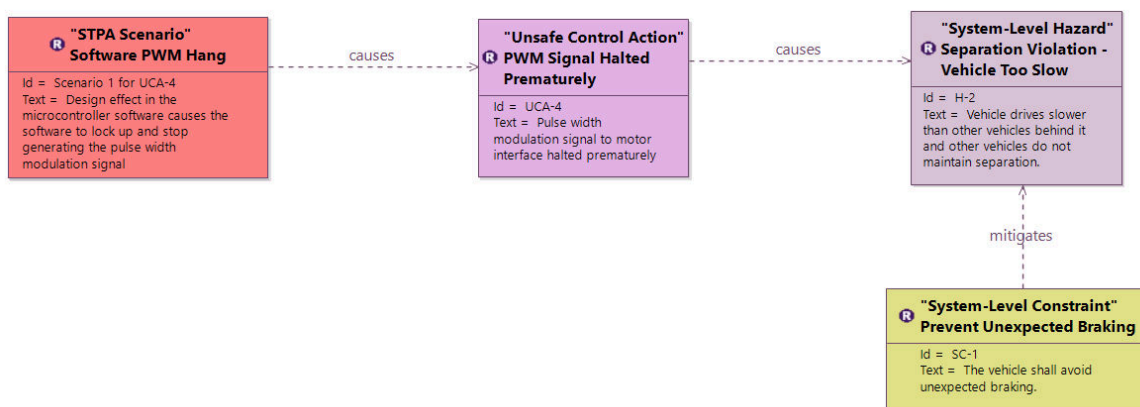 "STPA Scenario"
R
Software PWM Hang
Id = Scenario 1 for UCA-4
Text = Design effect in the
microcontroller software causes the
software to lock up and stop
generating the pulse width
modulation signal
causes
"Unsafe Control Action"
R
PWM Signal Halted
Prematurely
Id = UCA-4
Text = Pulse width
modulation signal to motor
interface halted prematurely
causes
"System-Level Hazard"
R
Separation Violation -
Vehicle Too Slow
Id = H-2
Text = Vehicle drives slower
than other vehicles behind it
and other vehicles do not
maintain separation.
mitigates
"System-Level Constraint"
R
Prevent Unexpected Braking
Id = SC-1
Text = The vehicle shall avoid
unexpected braking.